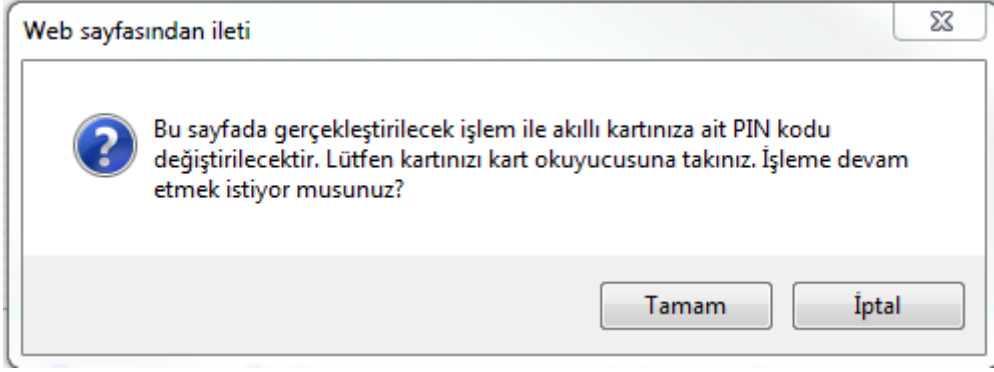 Web sayfasından ileti
Bu sayfada gerçekleştirilecek işlem ile akıllı kartınıza ait PIN kodu
değiştirilecektir. Lütfen kartınızı kart okuyucusuna takınız. İşleme devam
etmek istiyor musunuz?
Tamam
İptal